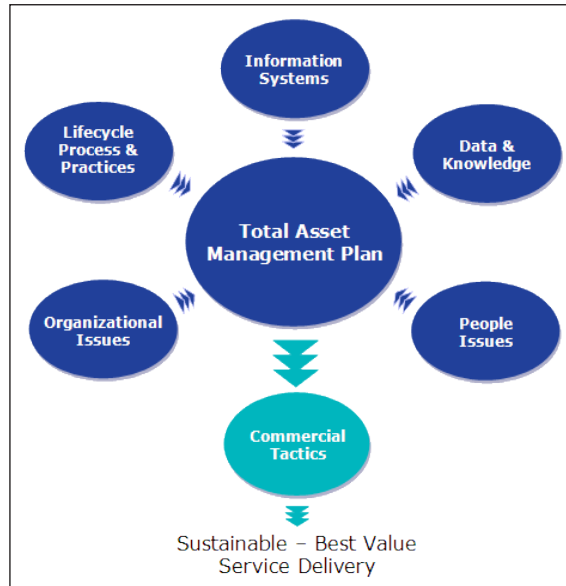 Information
Systems
Lifecycle
Process &
Practices
Data &
Knowledge
Total Asset
Management Plan
Organizational
Issues
People
Issues
Commercial
Tactics
Sustainable – Best Value
Service Delivery